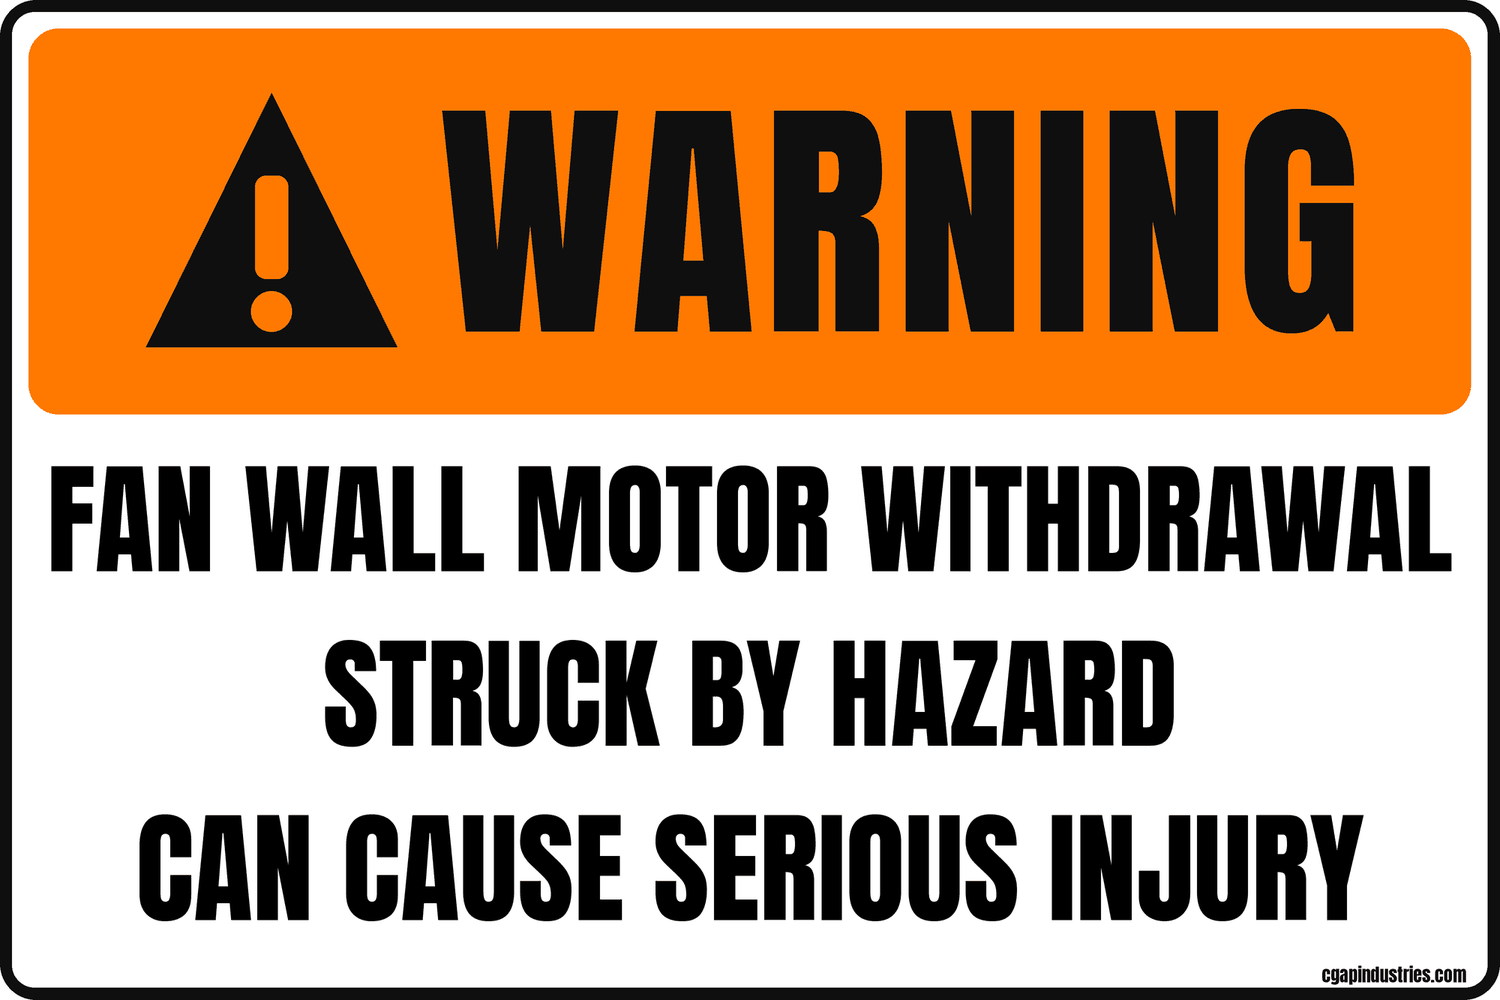 WARNING
FAN WALL MOTOR WITHDRAWAL
STRUCK BY HAZARD
CAN CAUSE SERIOUS INJURY
cgapindustries.com